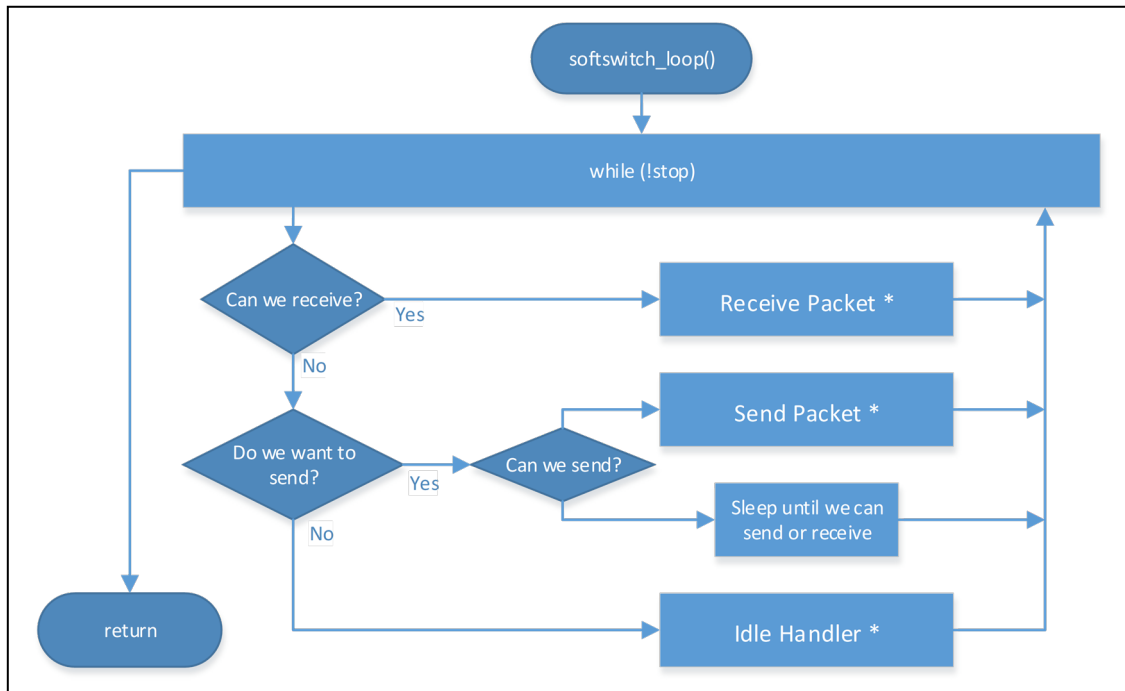 softswitch_loop()
while (!stop)
Can we receive?
Yes
Receive Packet *
No
Send Packet *
Do we want to
send?
Yes
Can we send?
Sleep until we can
send or receive
No
return
Idle Handler *